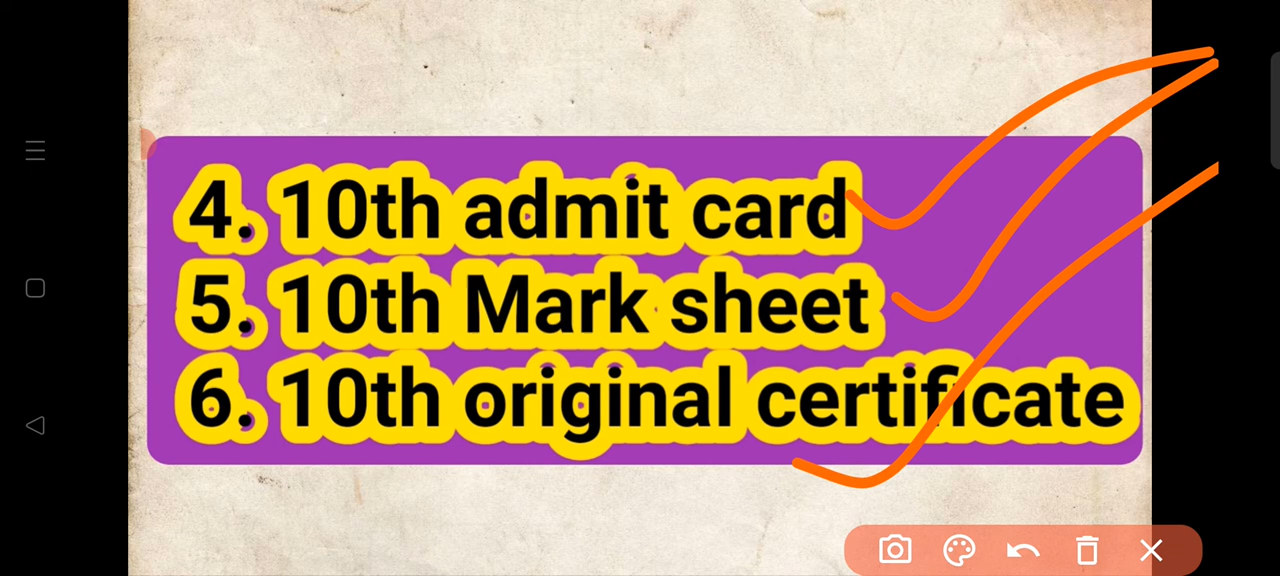 4. 10th admit card
5. 10th Mark sheet
6. 10th original certificate